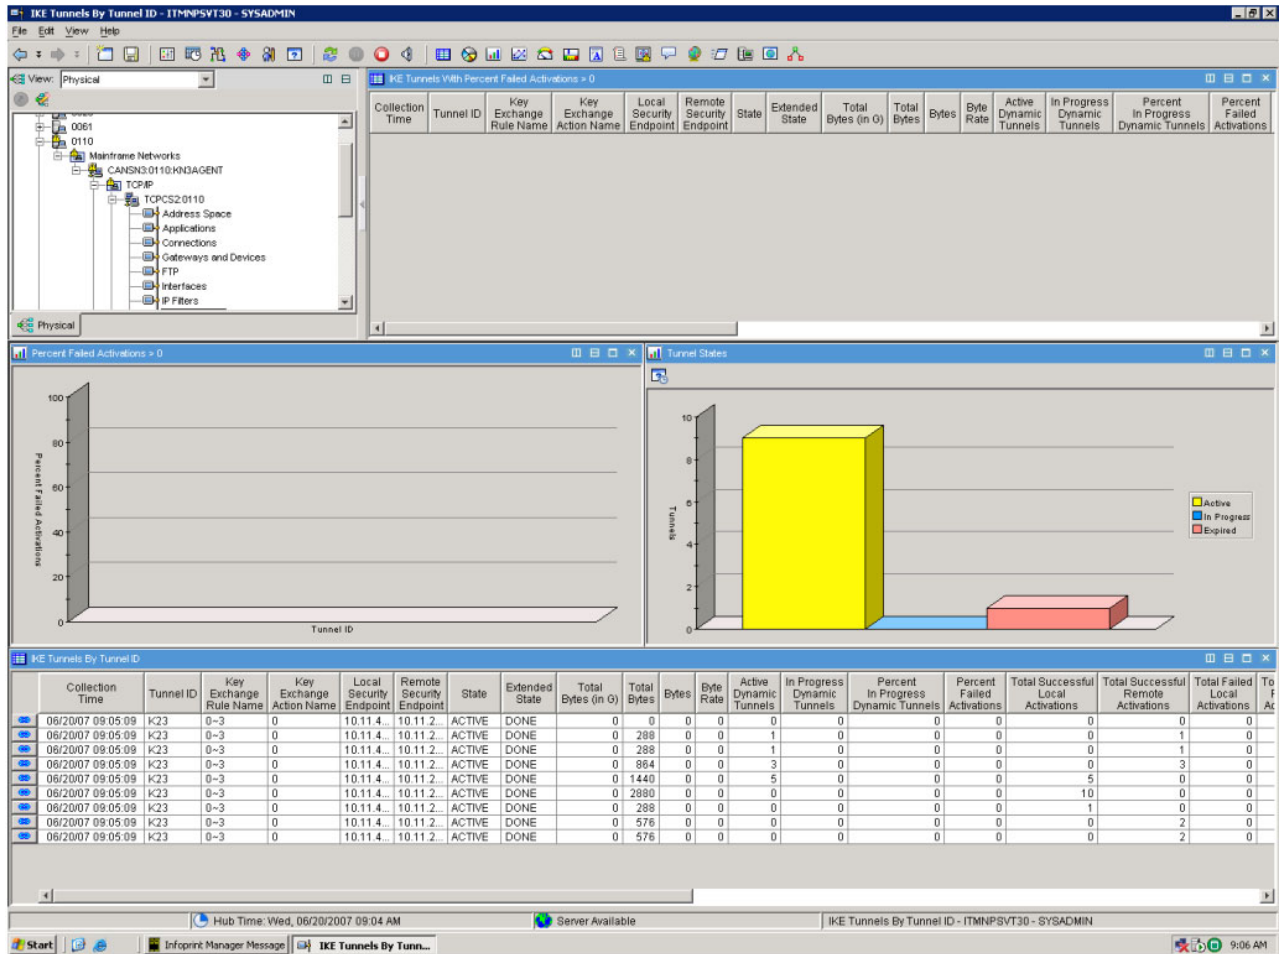 IKE Tunnels By Tunnel ID - ITMNPSVT30 - SYSADMIN
File Edit View Help
View: Physical
0061
0110
Mainframe Networks
CANSN3:0110:KN3AGENT
TCP/IP
TCPCS2:0110
Address Space
Applications
Connections
Gateways and Devices
FTP
Interfaces
IP Filters
Physical
IKE Tunnels With Percent Failed Activations > 0
Collection Time Tunnel ID Key Exchange Rule Name Key Exchange Action Name Local Security Endpoint Remote Security Endpoint State Extended State Total Bytes (in G) Total Bytes Bytes Byte Rate Active Dynamic Tunnels In Progress Dynamic Tunnels Percent In Progress Dynamic Tunnels Percent Failed Activations
Percent Failed Activations > 0
100
80
60
40
20
0
Percent Failed Activations
Tunnel ID
Tunnel States
10
8
6
4
2
0
Tunnels
Active
In Progress
Expired
IKE Tunnels By Tunnel ID
Collection Time Tunnel ID Key Exchange Rule Name Key Exchange Action Name Local Security Endpoint Remote Security Endpoint State Extended State Total Bytes (in G) Total Bytes Bytes Byte Rate Active Dynamic Tunnels In Progress Dynamic Tunnels Percent In Progress Dynamic Tunnels Percent Failed Activations Total Successful Local Activations Total Successful Remote Activations Total Failed Local Activations
06/20/07 09:05:09 K23 0~3 0 10.11.4... 10.11.2... ACTIVE DONE 0 0 0 0 0 0 0 0 0 0 0
06/20/07 09:05:09 K23 0~3 0 10.11.4... 10.11.2... ACTIVE DONE 0 288 0 0 1 0 0 0 0 1 0
06/20/07 09:05:09 K23 0~3 0 10.11.4... 10.11.2... ACTIVE DONE 0 288 0 0 1 0 0 0 0 1 0
06/20/07 09:05:09 K23 0~3 0 10.11.4... 10.11.2... ACTIVE DONE 0 864 0 0 3 0 0 0 0 3 0
06/20/07 09:05:09 K23 0~3 0 10.11.4... 10.11.2... ACTIVE DONE 0 1440 0 0 5 0 0 0 5 0 0
06/20/07 09:05:09 K23 0~3 0 10.11.4... 10.11.2... ACTIVE DONE 0 2880 0 0 0 0 0 0 10 0 0
06/20/07 09:05:09 K23 0~3 0 10.11.4... 10.11.2... ACTIVE DONE 0 288 0 0 0 0 0 0 1 0 0
06/20/07 09:05:09 K23 0~3 0 10.11.4... 10.11.2... ACTIVE DONE 0 576 0 0 0 0 0 0 0 2 0
06/20/07 09:05:09 K23 0~3 0 10.11.4... 10.11.2... ACTIVE DONE 0 576 0 0 0 0 0 0 0 2 0
Hub Time: Wed, 06/20/2007 09:04 AM Server Available IKE Tunnels By Tunnel ID - ITMNPSVT30 - SYSADMIN
Start Infoprint Manager Message IKE Tunnels By Tunn... 9:06 AM